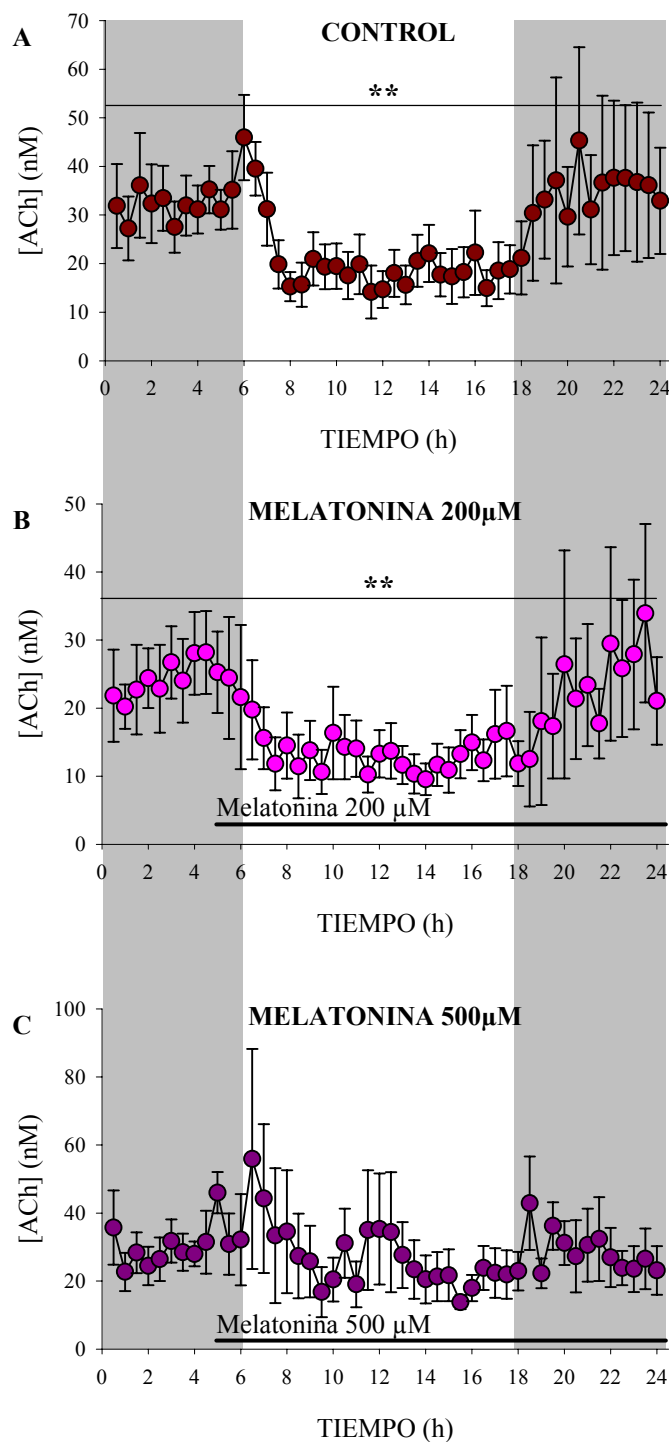 A
CONTROL
70
60
50
40
30
20
10
0
[ACh] (nM)
**
0 2 4 6 8 10 12 14 16 18 20 22 24
TIEMPO (h)
B
MELATONINA 200µM
50
40
30
20
10
0
[ACh] (nM)
**
Melatonina 200 µM
0 2 4 6 8 10 12 14 16 18 20 22 24
TIEMPO (h)
C
MELATONINA 500µM
100
80
60
40
20
0
[ACh] (nM)
Melatonina 500 µM
0 2 4 6 8 10 12 14 16 18 20 22 24
TIEMPO (h)